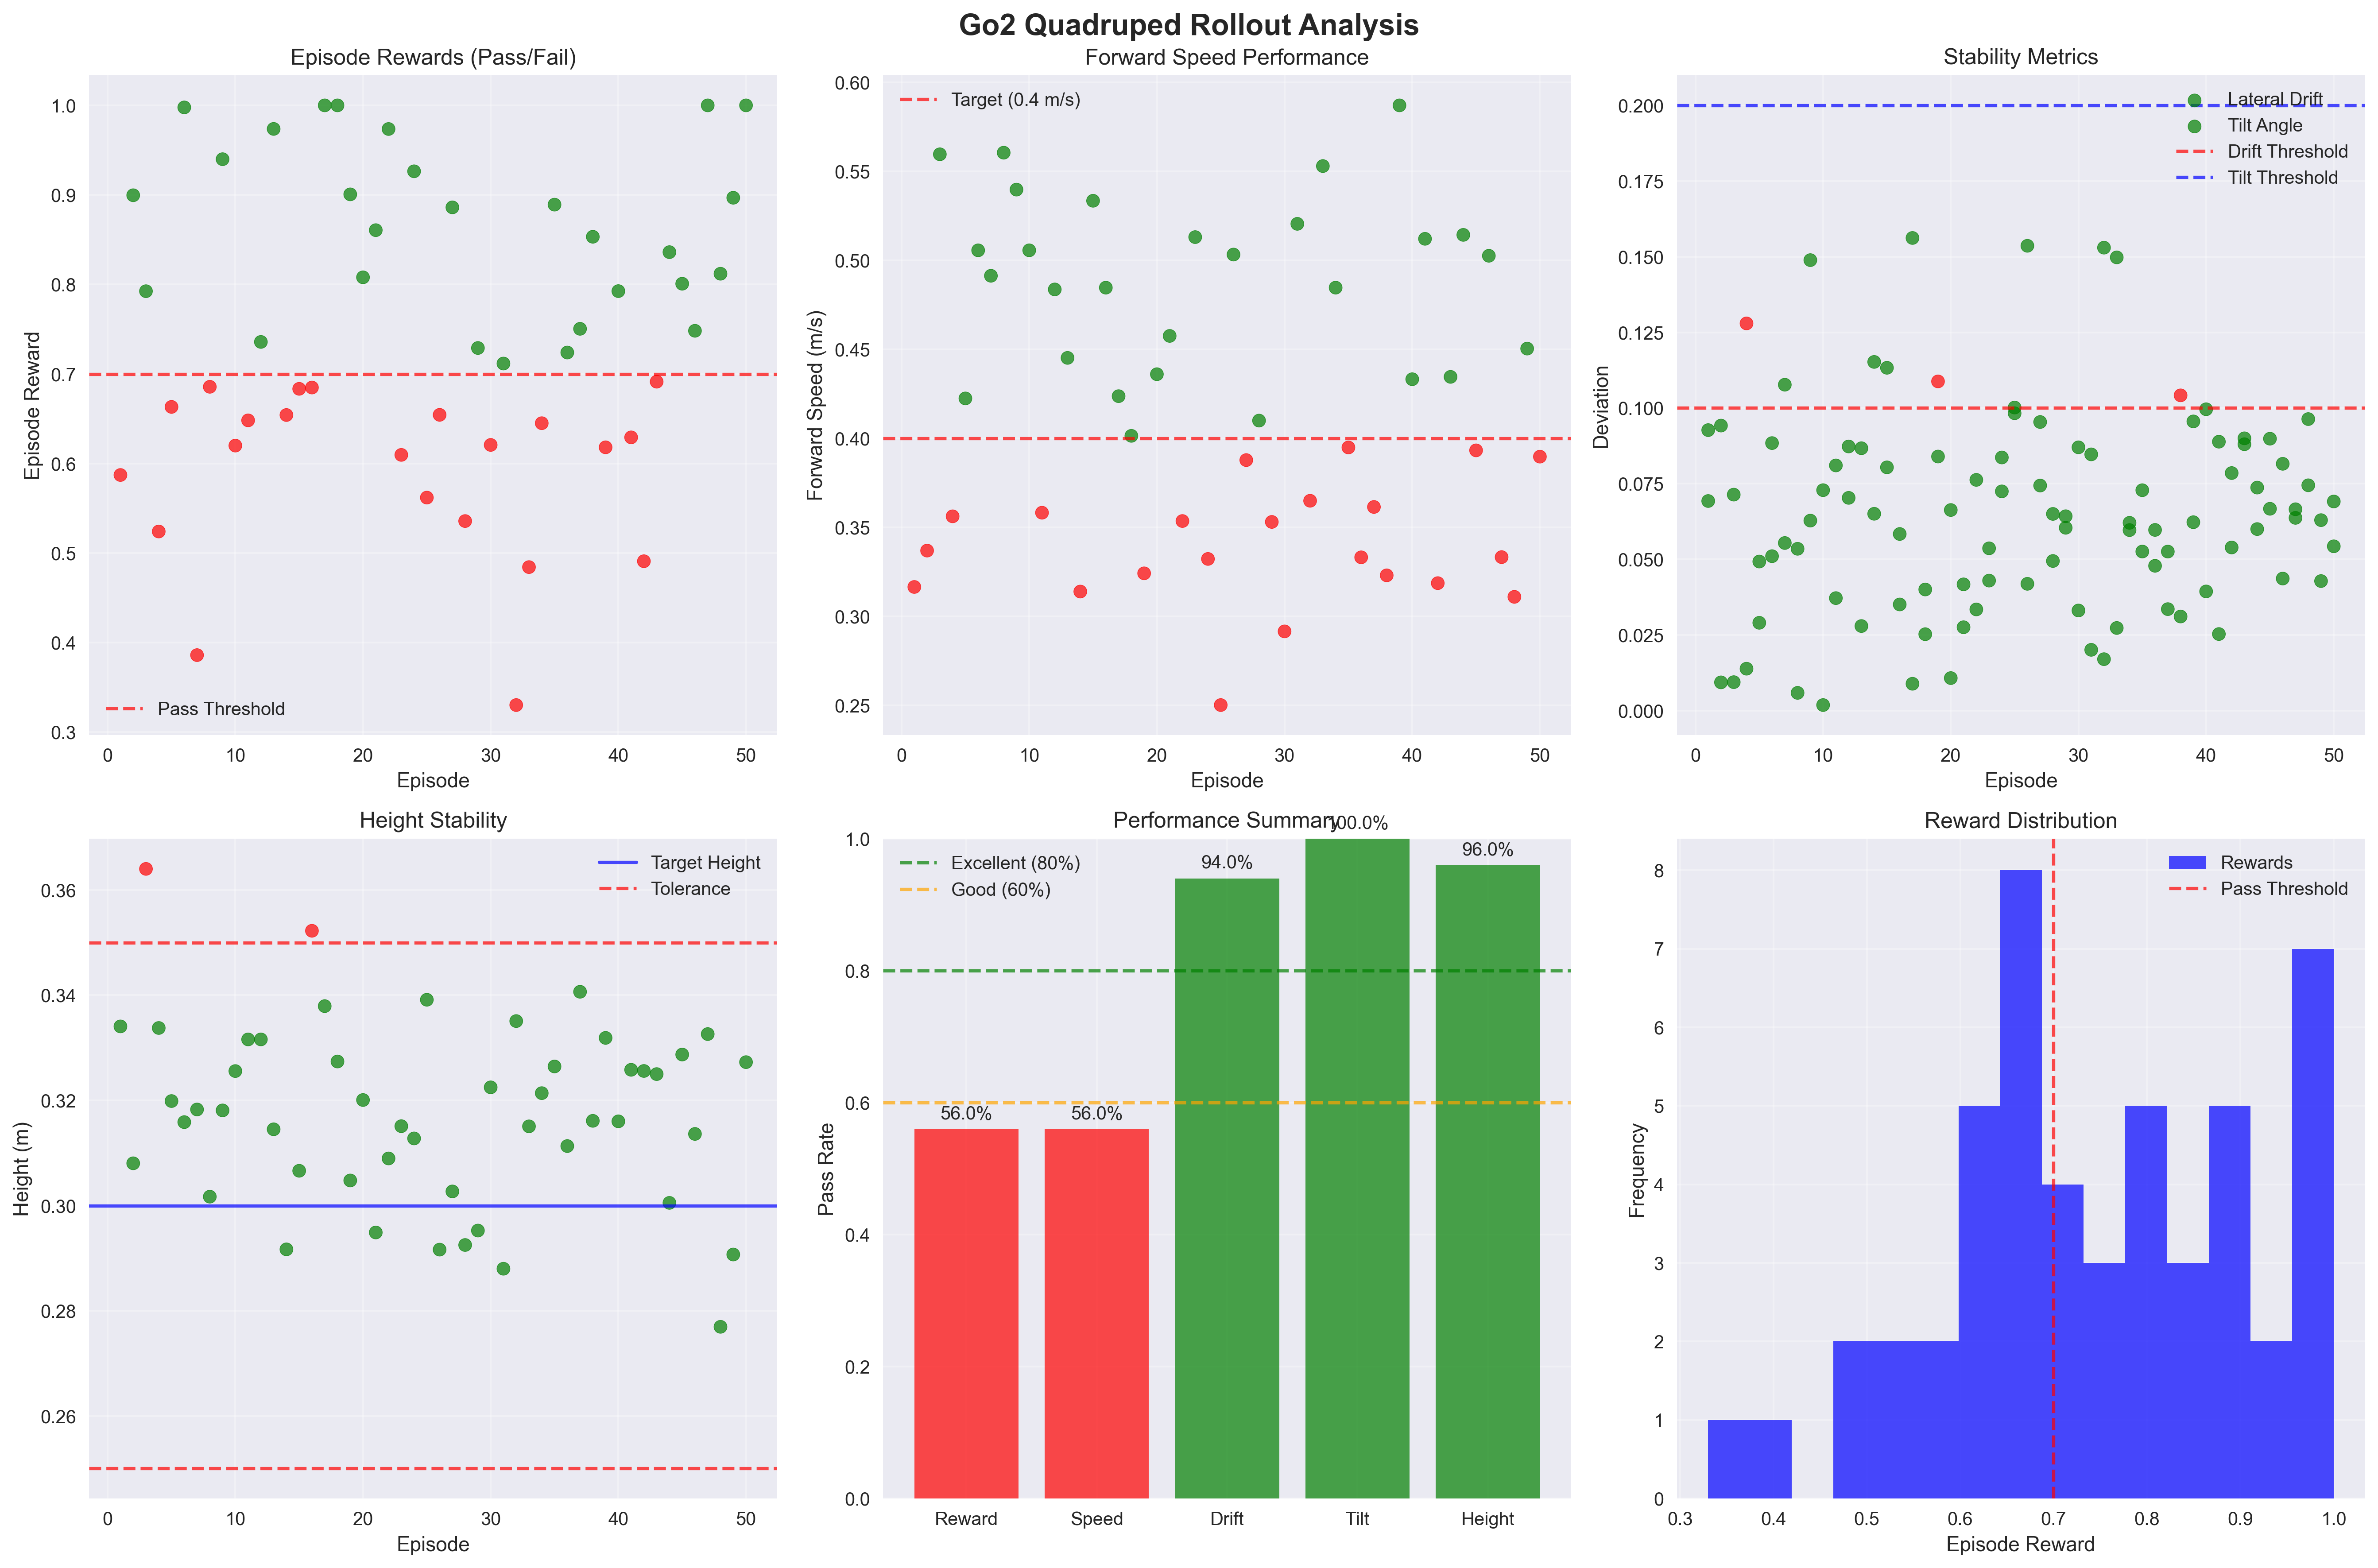 Go2 Quadruped Rollout Analysis
Episode Rewards (Pass/Fail)
1.0
0.9
0.8
0.7
0.6
0.5
0.4
0.3
Episode Reward
Pass Threshold
0 10 20 30 40 50
Episode
Forward Speed Performance
0.60
0.55
0.50
0.45
0.40
0.35
0.30
0.25
Forward Speed (m/s)
Target (0.4 m/s)
0 10 20 30 40 50
Episode
Stability Metrics
0.200
0.175
0.150
0.125
0.100
0.075
0.050
0.025
0.000
Deviation
Lateral Drift
Tilt Angle
Drift Threshold
Tilt Threshold
0 10 20 30 40 50
Episode
Height Stability
0.36
0.34
0.32
0.30
0.28
0.26
Height (m)
Target Height
Tolerance
0 10 20 30 40 50
Episode
Performance Summary
1.0
0.8
0.6
0.4
0.2
0.0
Pass Rate
Excellent (80%)
Good (60%)
56.0% 56.0% 94.0% 100.0% 96.0%
Reward Speed Drift Tilt Height
Reward Distribution
8
7
6
5
4
3
2
1
0
Frequency
Rewards
Pass Threshold
0.3 0.4 0.5 0.6 0.7 0.8 0.9 1.0
Episode Reward